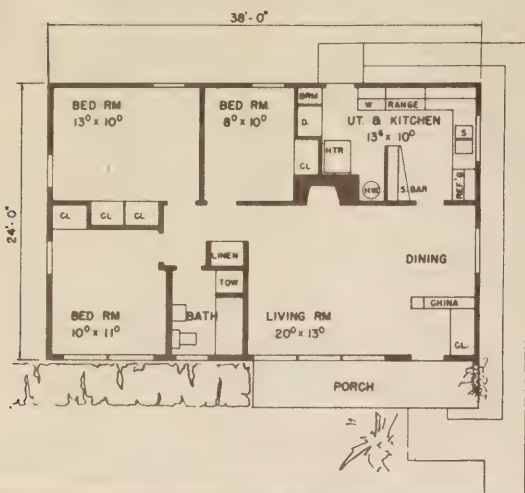 38'-0"
24'-0"
BED RM
13⁰ x 10⁰
BED RM
8⁰ x 10⁰
BRM
D.
CL
HTR
UT. & KITCHEN
13⁶ x 10⁰
W
RANGE
S
REF'G
H.W.
S. BAR
CL
CL
CL
LINEN
TOW
BED RM
10⁰ x 11⁰
BATH
LIVING RM
20⁰ x 13⁰
DINING
CHINA
CL.
PORCH